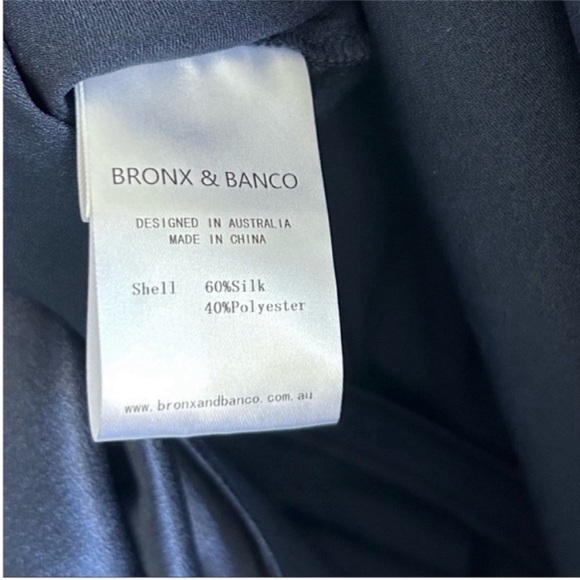 BRONX & BANCO
DESIGNED IN AUSTRALIA
MADE IN CHINA
Shell 60%Silk
40%Polyester
www.bronxandbanco.com.au